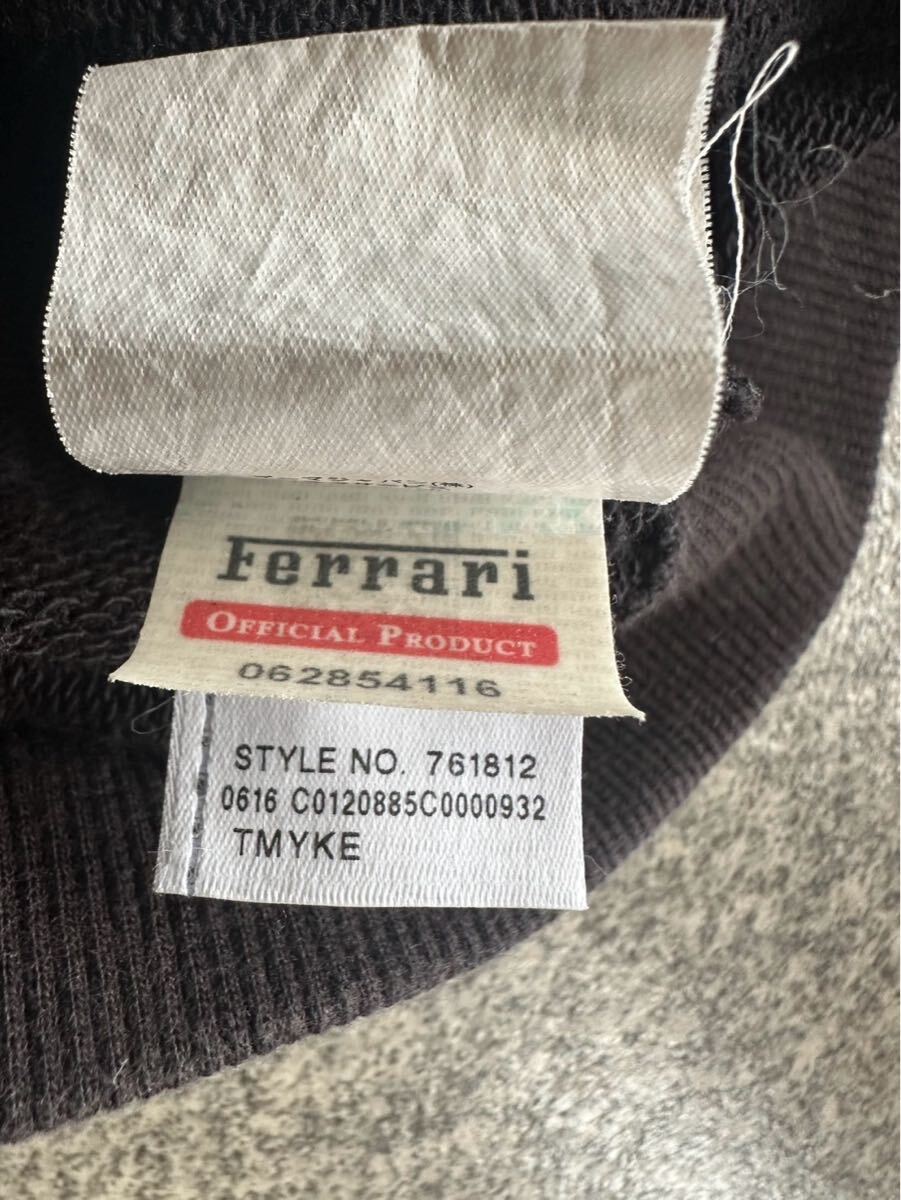 Ferrari
OFFICIAL PRODUCT
062854116
STYLE NO. 761812
0616 C0120885C0000932
TMYKE